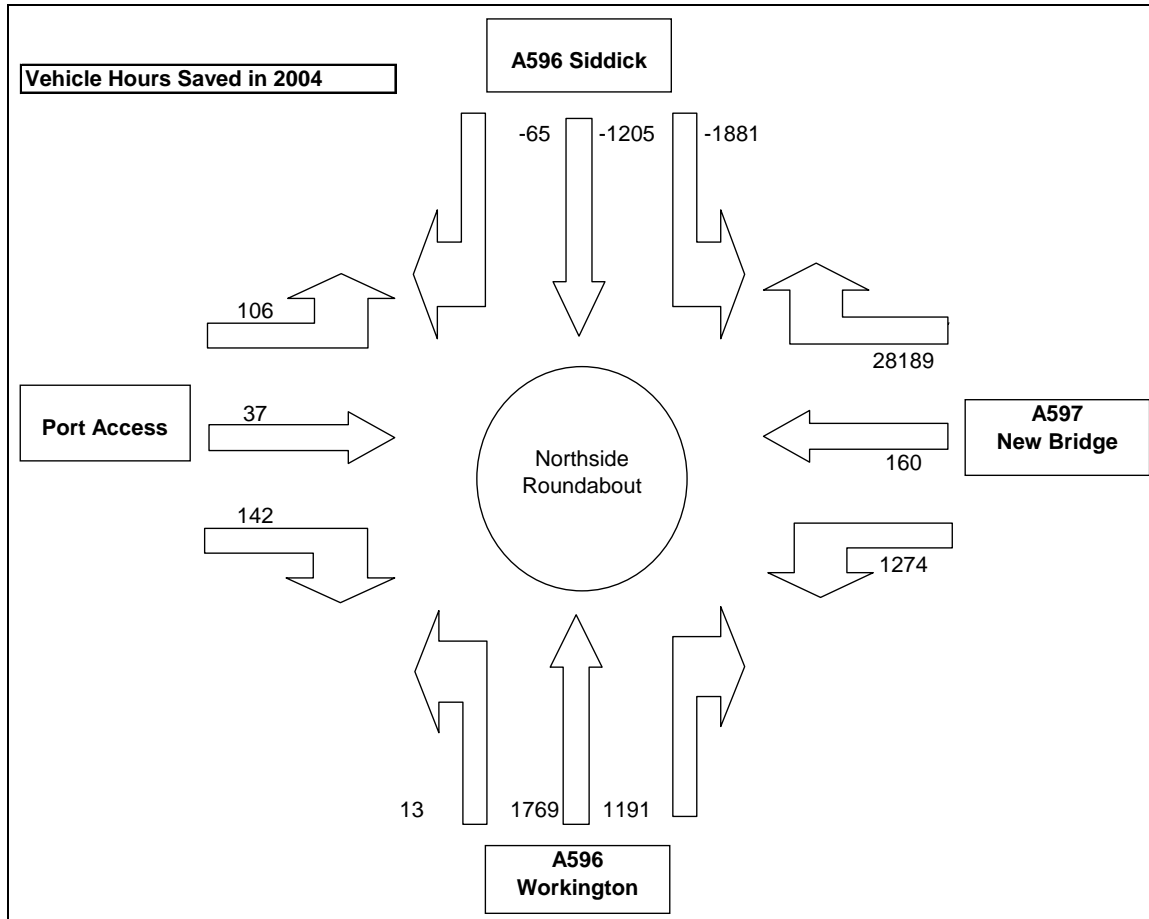 A596 Siddick
Vehicle Hours Saved in 2004
-65
-1205
-1881
106
28189
Port Access
37
Northside
Roundabout
A597
New Bridge
160
142
1274
13
1769
1191
A596
Workington